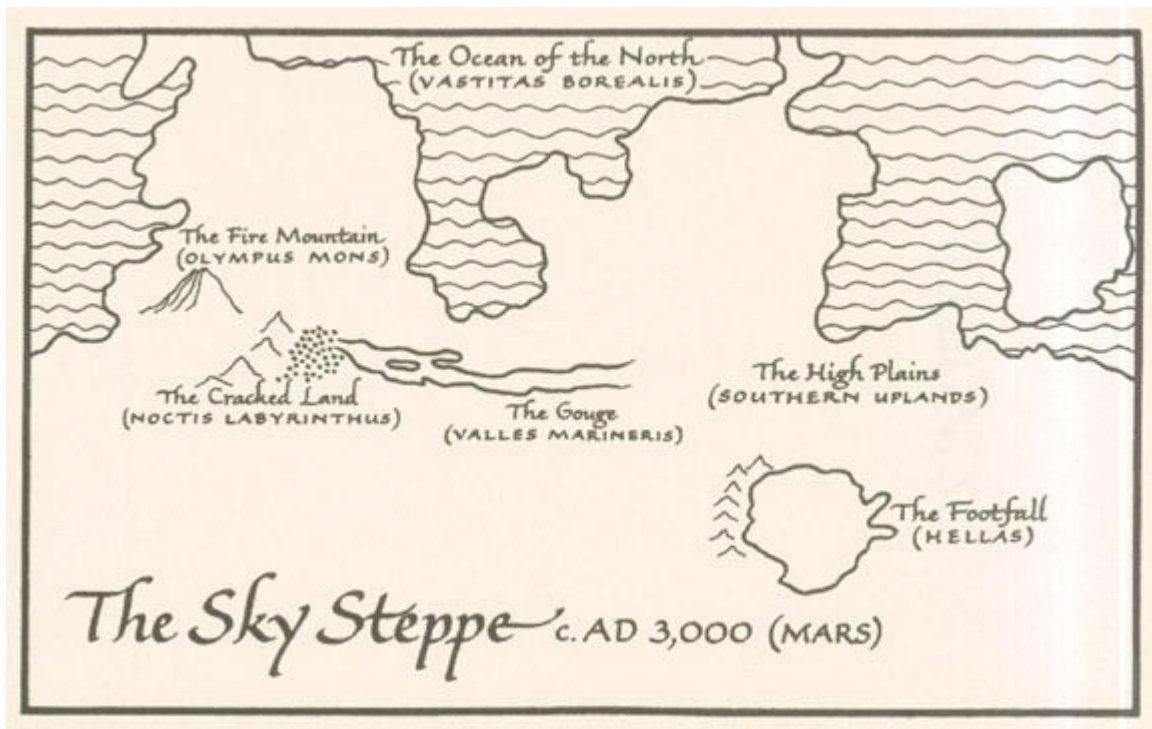 The Ocean of the North
(VASTITAS BOREALIS)
The Fire Mountain
(OLYMPUS MONS)
The Cracked Land
(NOCTIS LABYRINTHUS)
The Gouge
(VALLES MARINERIS)
The High Plains
(SOUTHERN UPLANDS)
The Footfall
(HELLAS)
The Sky Steppe c. AD 3,000 (MARS)